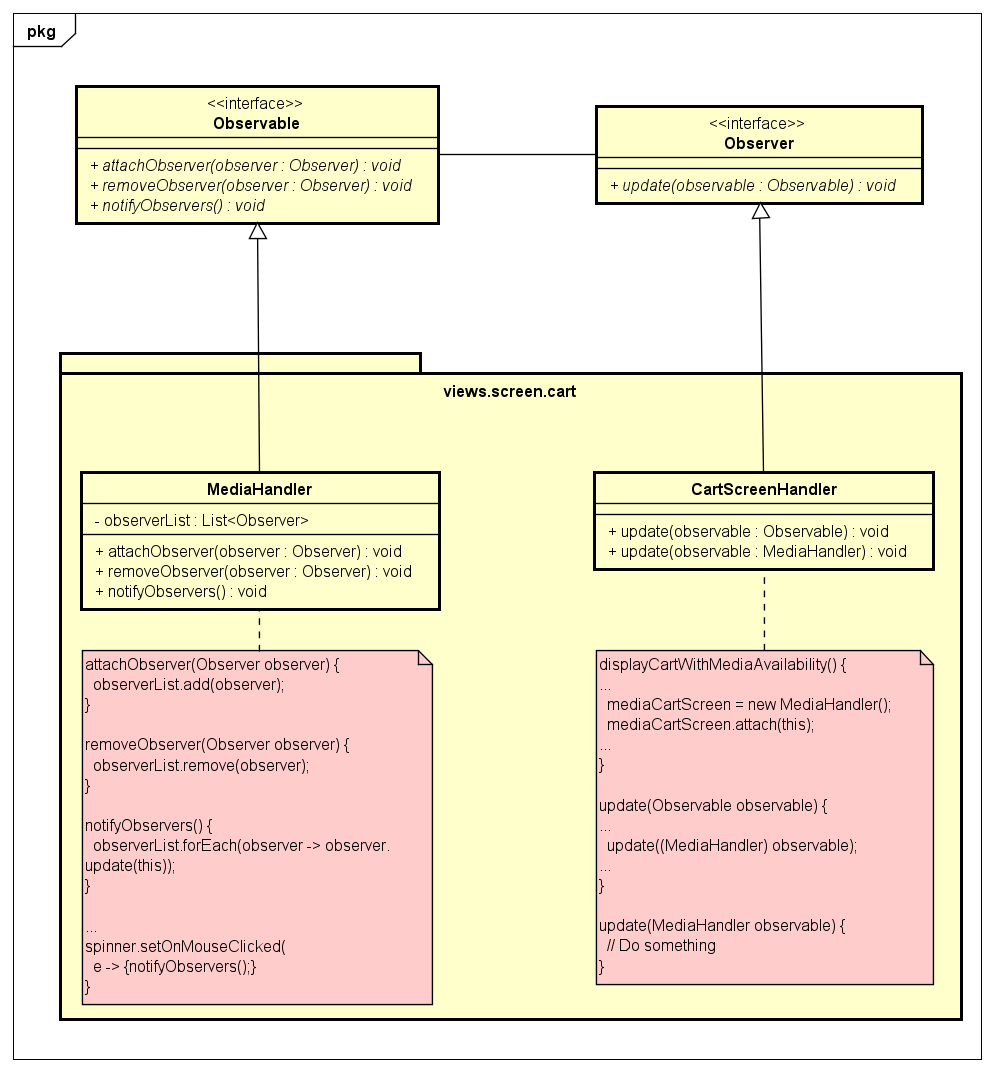 pkg
<<interface>>
Observable
+ attachObserver(observer : Observer) : void
+ removeObserver(observer : Observer) : void
+ notifyObservers() : void
<<interface>>
Observer
+ update(observable : Observable) : void
views.screen.cart
MediaHandler
- observerList : List<Observer>
+ attachObserver(observer : Observer) : void
+ removeObserver(observer : Observer) : void
+ notifyObservers() : void
CartScreenHandler
+ update(observable : Observable) : void
+ update(observable : MediaHandler) : void
attachObserver(Observer observer) {
observerList.add(observer);
}
removeObserver(Observer observer) {
observerList.remove(observer);
}
notifyObservers() {
observerList.forEach(observer -> observer.
update(this));
}
...
spinner.setOnMouseClicked(
e -> {notifyObservers();}
}
displayCartWithMediaAvailability() {
...
mediaCartScreen = new MediaHandler();
mediaCartScreen.attach(this);
...
}
update(Observable observable) {
...
update((MediaHandler) observable);
...
}
update(MediaHandler observable) {
// Do something
}